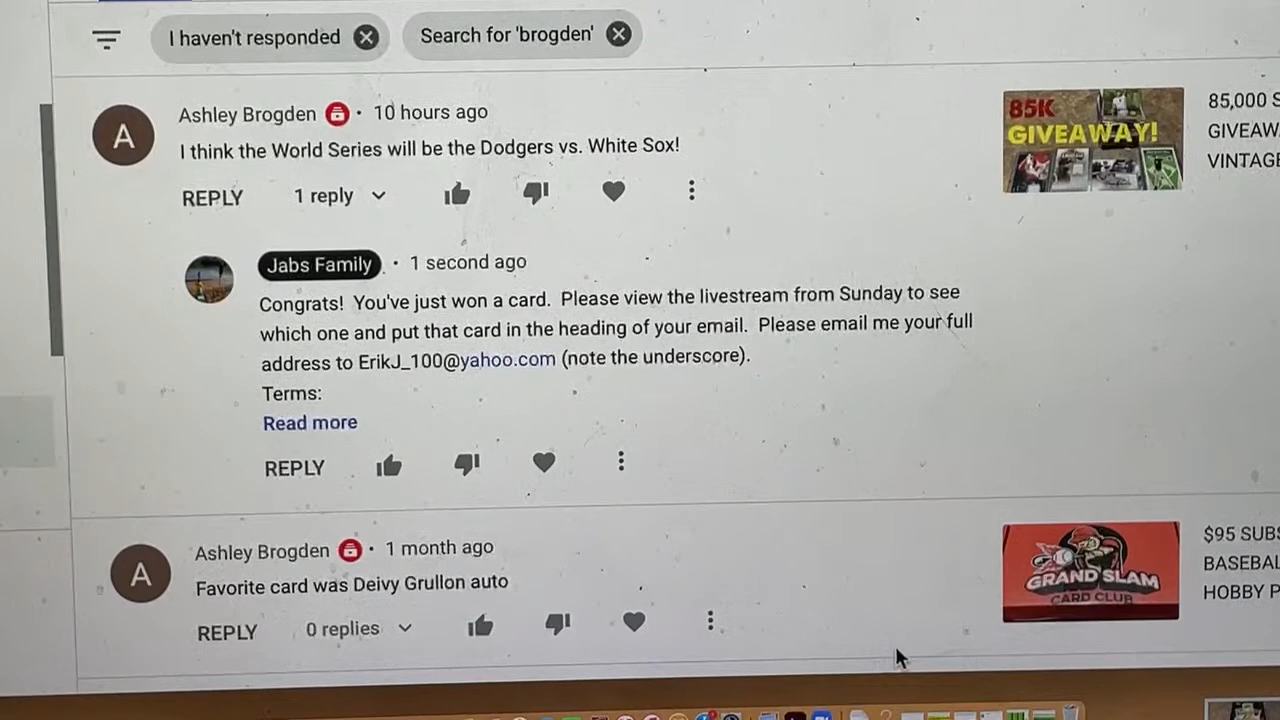 I haven't responded
Search for 'brogden'
A
Ashley Brogden · 10 hours ago
I think the World Series will be the Dodgers vs. White Sox!
REPLY 1 reply
85K
GIVEAWAY!
85,000 S
GIVEAW
VINTAGE
Jabs Family · 1 second ago
Congrats! You've just won a card. Please view the livestream from Sunday to see
which one and put that card in the heading of your email. Please email me your full
address to ErikJ_100@yahoo.com (note the underscore).
Terms:
Read more
REPLY
A
Ashley Brogden · 1 month ago
Favorite card was Deivy Grullon auto
REPLY 0 replies
GRAND SLAM
CARD CLUB
$95 SUBS
BASEBAL
HOBBY P